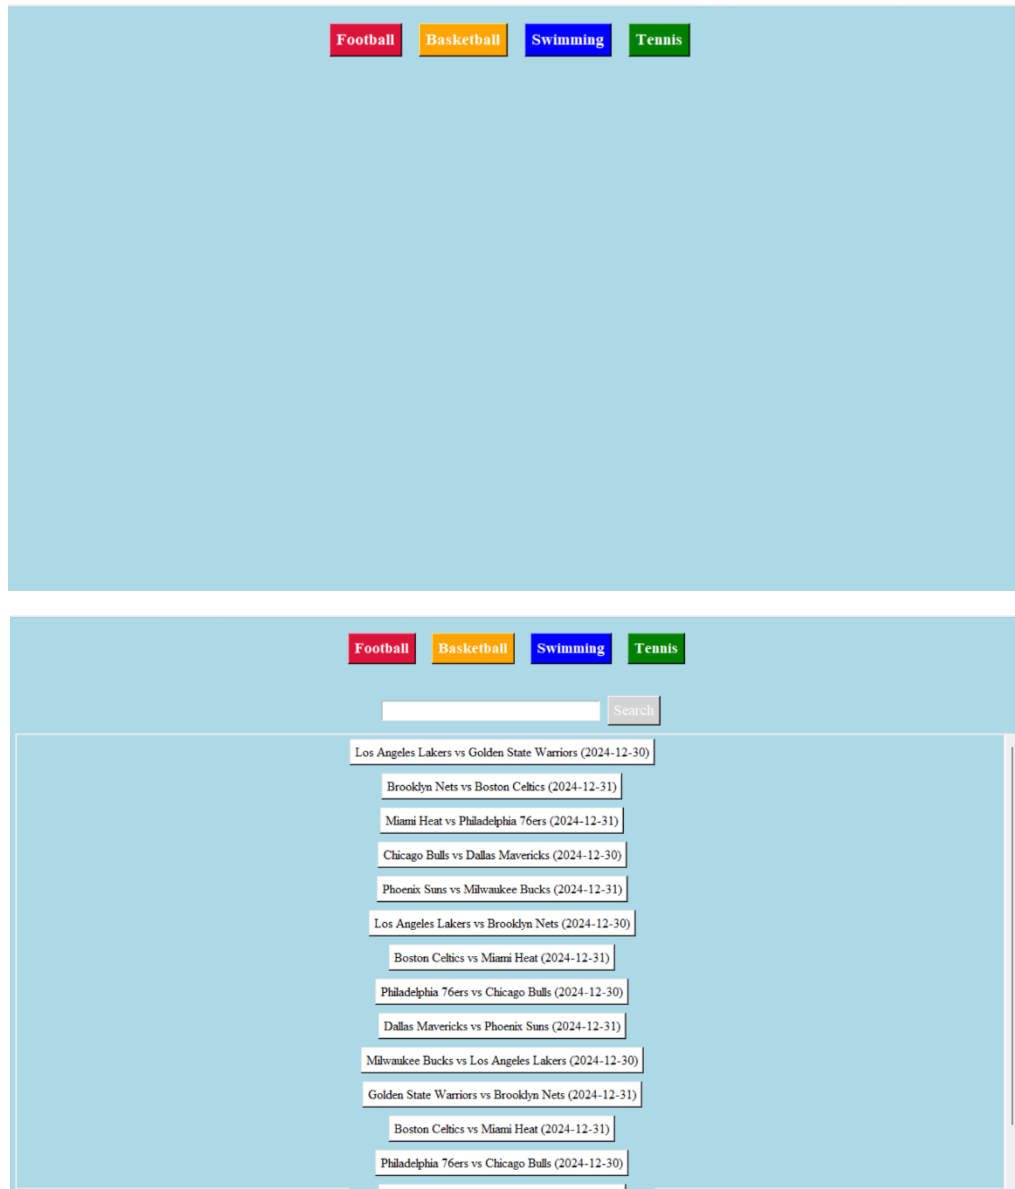 Football Basketball Swimming Tennis
Football Basketball Swimming Tennis
Search
Los Angeles Lakers vs Golden State Warriors (2024-12-30)
Brooklyn Nets vs Boston Celtics (2024-12-31)
Miami Heat vs Philadelphia 76ers (2024-12-31)
Chicago Bulls vs Dallas Mavericks (2024-12-30)
Phoenix Suns vs Milwaukee Bucks (2024-12-31)
Los Angeles Lakers vs Brooklyn Nets (2024-12-30)
Boston Celtics vs Miami Heat (2024-12-31)
Philadelphia 76ers vs Chicago Bulls (2024-12-30)
Dallas Mavericks vs Phoenix Suns (2024-12-31)
Milwaukee Bucks vs Los Angeles Lakers (2024-12-30)
Golden State Warriors vs Brooklyn Nets (2024-12-31)
Boston Celtics vs Miami Heat (2024-12-31)
Philadelphia 76ers vs Chicago Bulls (2024-12-30)